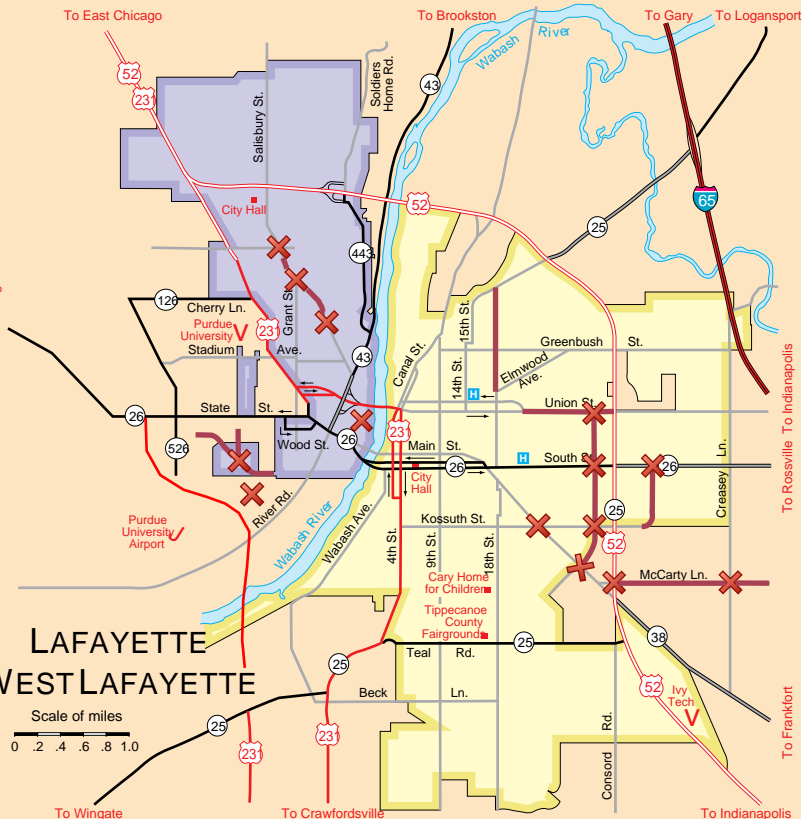 To East Chicago
To Brookston
To Gary
To Logansport
Wabash
River
52
231
Salisbury St.
Soldiers
Home Rd.
43
65
City Hall
52
25
443
126
Cherry Ln.
Purdue
University
231
Grant St.
Stadium
Ave.
43
Canal St.
15th St.
14th St.
Greenbush
St.
Elmwood
Ave.
H
26
State
St.
Union St.
231
526
Wood St.
26
Main
St.
26
H
South St.
26
City
Hall
River Rd.
Wabash River
Wabash Ave.
Creasey Ln.
To Indianapolis
To Rossville
Purdue
University
Airport
4th St.
9th St.
18th St.
Kossuth St.
25
52
Cary Home
for Children
McCarty Ln.
Tippecanoe
County
Fairgrounds
LAFAYETTE
WEST LAFAYETTE
25
Teal
Rd.
25
38
Beck
Ln.
52
Ivy
Tech
Scale of miles
0 .2 .4 .6 .8 1.0
25
231
231
Consord
Rd.
To Frankfort
To Wingate
To Crawfordsville
To Indianapolis